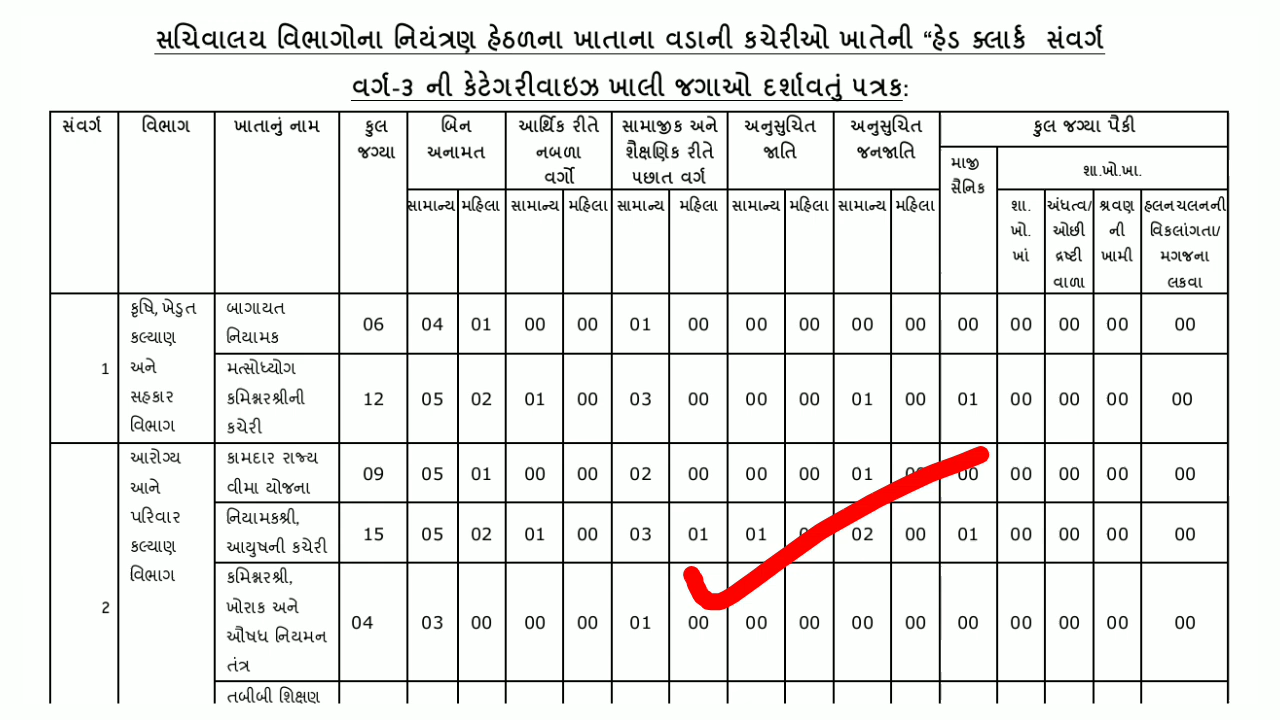 સચિવાલય વિભાગોના નિયંત્રણ હેઠળના ખાતાના વડાની કચેરીઓ ખાતેની “હેડ ક્લાર્ક સંવર્ગ
વર્ગ-૩ ની કેટેગરીવાઇઝ ખાલી જગાઓ દર્શાવતું પત્રક:
સંવર્ગ વિભાગ ખાતાનું નામ કુલ જગ્યા બિન અનામત આર્થિક રીતે નબળા વર્ગો સામાજીક અને શૈક્ષણિક રીતે પછાત વર્ગ અનુસુચિત જાતિ અનુસુચિત જનજાતિ કુલ જગ્યા પૈકી
માજી સૈનિક શા.ખો.ખા.
સામાન્ય મહિલા સામાન્ય મહિલા સામાન્ય મહિલા સામાન્ય મહિલા સામાન્ય મહિલા શા. ખો. ખાં અંધત્વ/ ઓછી દ્રષ્ટી વાળા શ્રવણ ની ખામી હલનચલનની વિકલાંગતા/ મગજના લકવા
1 કૃષિ, ખેડુત કલ્યાણ અને સહકાર વિભાગ બાગાયત નિયામક 06 04 01 00 00 01 00 00 00 00 00 00 00 00 00 00
મત્સોધ્યોગ કમિશ્નરશ્રીની કચેરી 12 05 02 01 00 03 00 00 00 01 00 01 00 00 00 00
2 આરોગ્ય આને પરિવાર કલ્યાણ વિભાગ કામદાર રાજ્ય વીમા યોજના 09 05 01 00 00 02 00 00 00 01 00 00 00 00 00 00
નિયામકશ્રી, આયુષની કચેરી 15 05 02 01 00 03 01 01 02 00 01 00 00 00 00
કમિશ્નરશ્રી, ખોરાક અને ઔષધ નિયમન તંત્ર 04 03 00 00 00 01 00 00 00 00 00 00 00 00 00 00
તબીબી શિક્ષણ